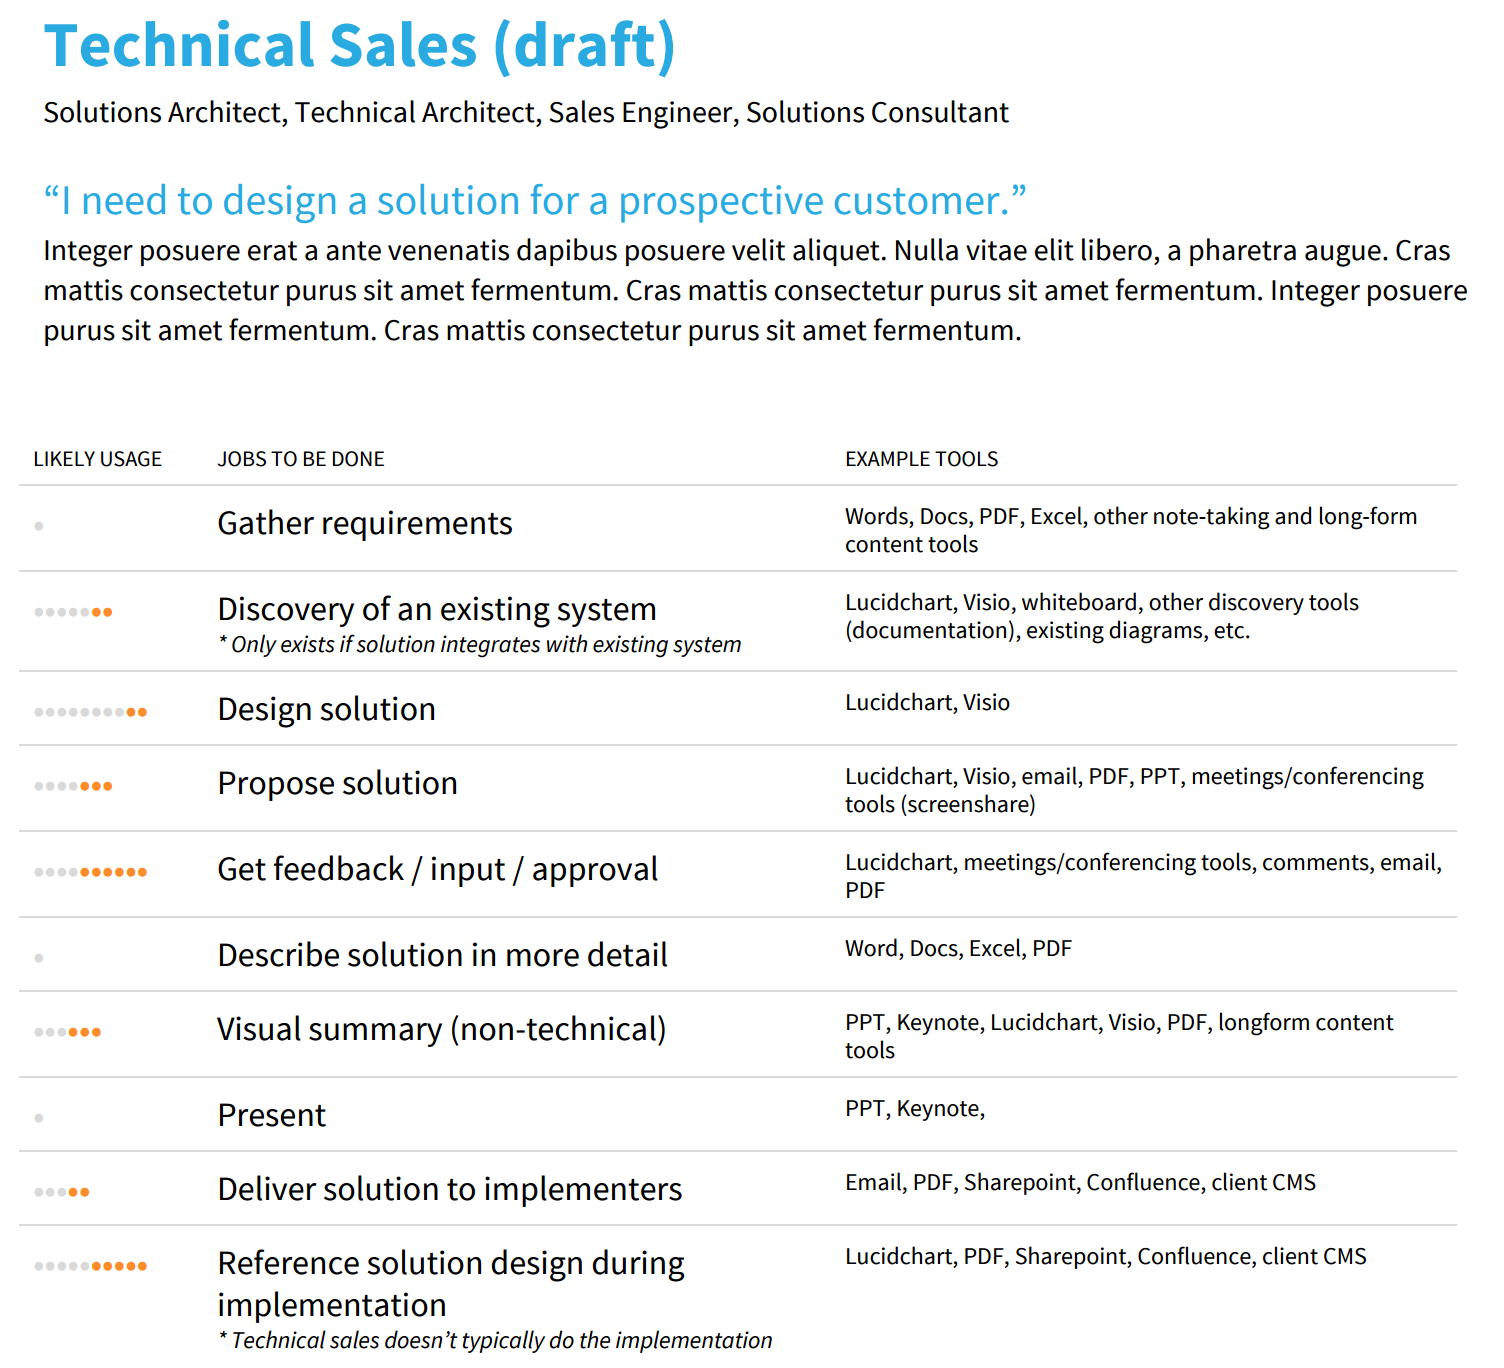 Technical Sales (draft)
Solutions Architect, Technical Architect, Sales Engineer, Solutions Consultant
“I need to design a solution for a prospective customer.”
Integer posuere erat a ante venenatis dapibus posuere velit aliquet. Nulla vitae elit libero, a pharetra augue. Cras
mattis consectetur purus sit amet fermentum. Cras mattis consectetur purus sit amet fermentum. Integer posuere
purus sit amet fermentum. Cras mattis consectetur purus sit amet fermentum.
LIKELY USAGE JOBS TO BE DONE EXAMPLE TOOLS
Gather requirements
Words, Docs, PDF, Excel, other note-taking and long-form
content tools
Discovery of an existing system
* Only exists if solution integrates with existing system
Lucidchart, Visio, whiteboard, other discovery tools
(documentation), existing diagrams, etc.
Design solution
Lucidchart, Visio
Propose solution
Lucidchart, Visio, email, PDF, PPT, meetings/conferencing
tools (screenshare)
Get feedback / input / approval
Lucidchart, meetings/conferencing tools, comments, email,
PDF
Describe solution in more detail
Word, Docs, Excel, PDF
Visual summary (non-technical)
PPT, Keynote, Lucidchart, Visio, PDF, longform content
tools
Present
PPT, Keynote,
Deliver solution to implementers
Email, PDF, Sharepoint, Confluence, client CMS
Reference solution design during
implementation
* Technical sales doesn’t typically do the implementation
Lucidchart, PDF, Sharepoint, Confluence, client CMS